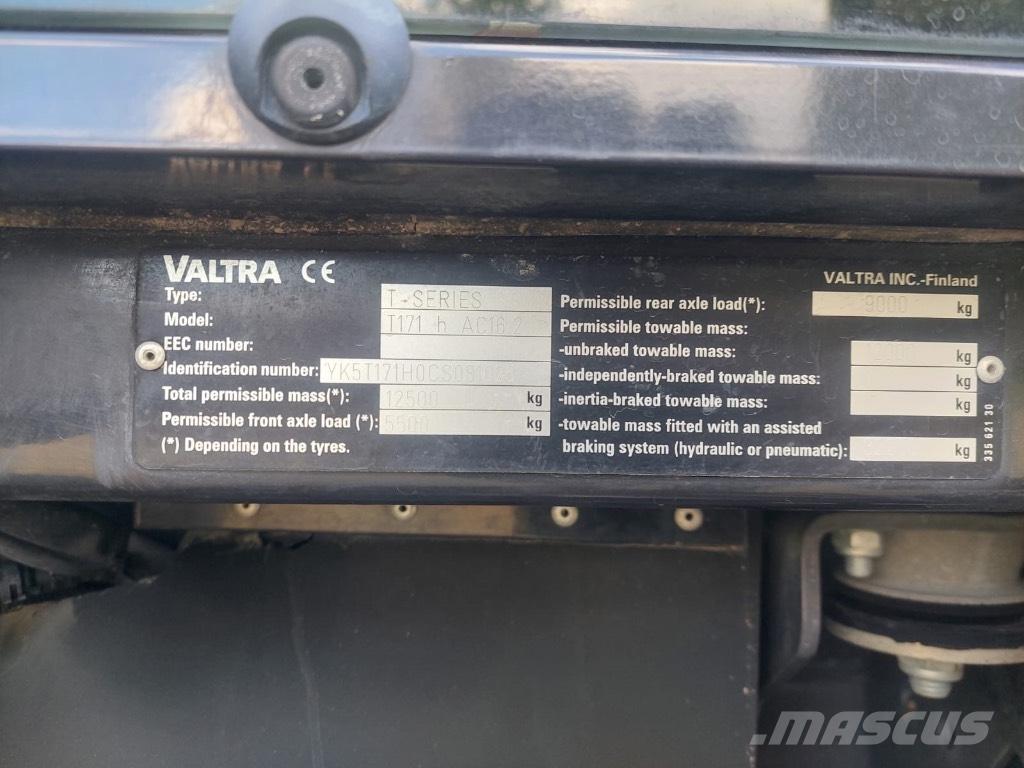 VALTRA CE
Type: T-SERIES
Model: T171 h AC16.2
EEC number:
Identification number:
Total permissible mass(*): 12500 kg
Permissible front axle load (*): 5500 kg
(*) Depending on the tyres.
VALTRA INC.-Finland
Permissible rear axle load(*): 9000 kg
Permissible towable mass:
-unbraked towable mass: kg
-independently-braked towable mass: kg
-inertia-braked towable mass: kg
-towable mass fitted with an assisted
braking system (hydraulic or pneumatic): kg
335 621 30
MASCUS